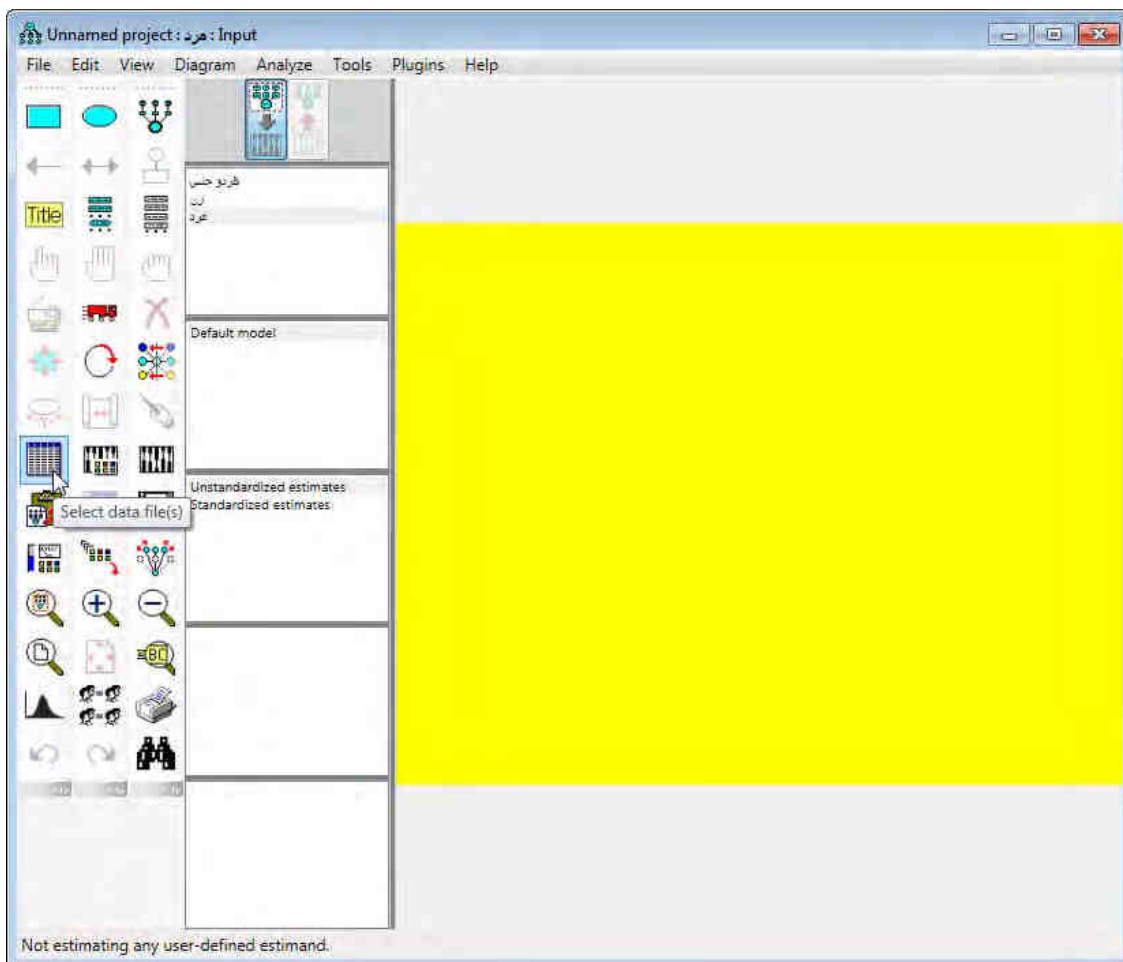 Unnamed project : مرد : Input
File Edit View Diagram Analyze Tools Plugins Help
Title
هردو جنس
زن
مرد
Default model
Unstandardized estimates
Standardized estimates
Select data file(s)
Not estimating any user-defined estimand.